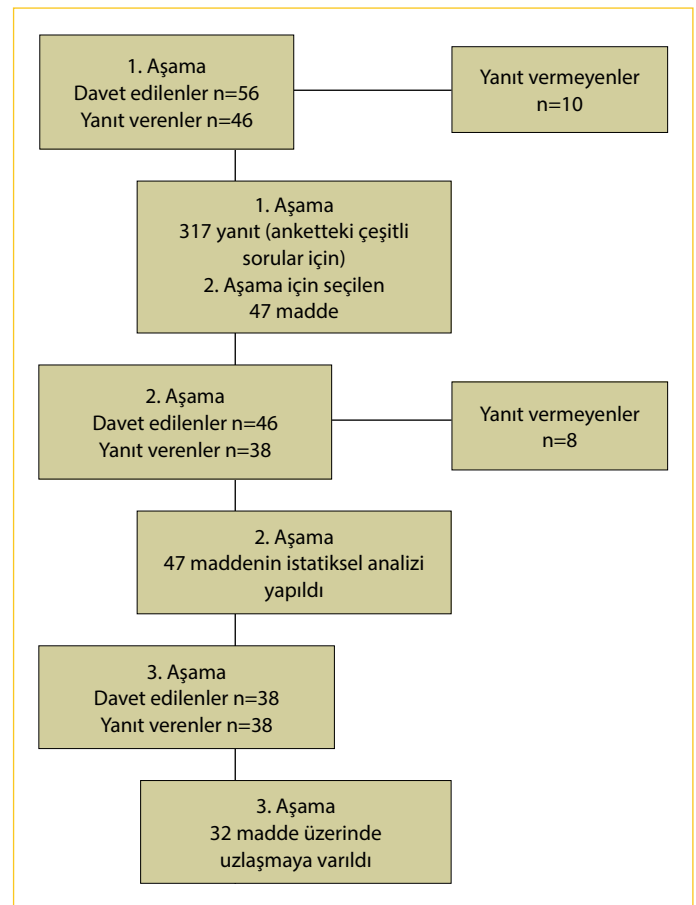 1. Aşama
Davet edilenler n=56
Yanıt verenler n=46
Yanıt vermeyenler
n=10
1. Aşama
317 yanıt (anketteki çeşitli
sorular için)
2. Aşama için seçilen
47 madde
2. Aşama
Davet edilenler n=46
Yanıt verenler n=38
Yanıt vermeyenler
n=8
2. Aşama
47 maddenin istatiksel analizi
yapıldı
3. Aşama
Davet edilenler n=38
Yanıt verenler n=38
3. Aşama
32 madde üzerinde
uzlaşmaya varıldı